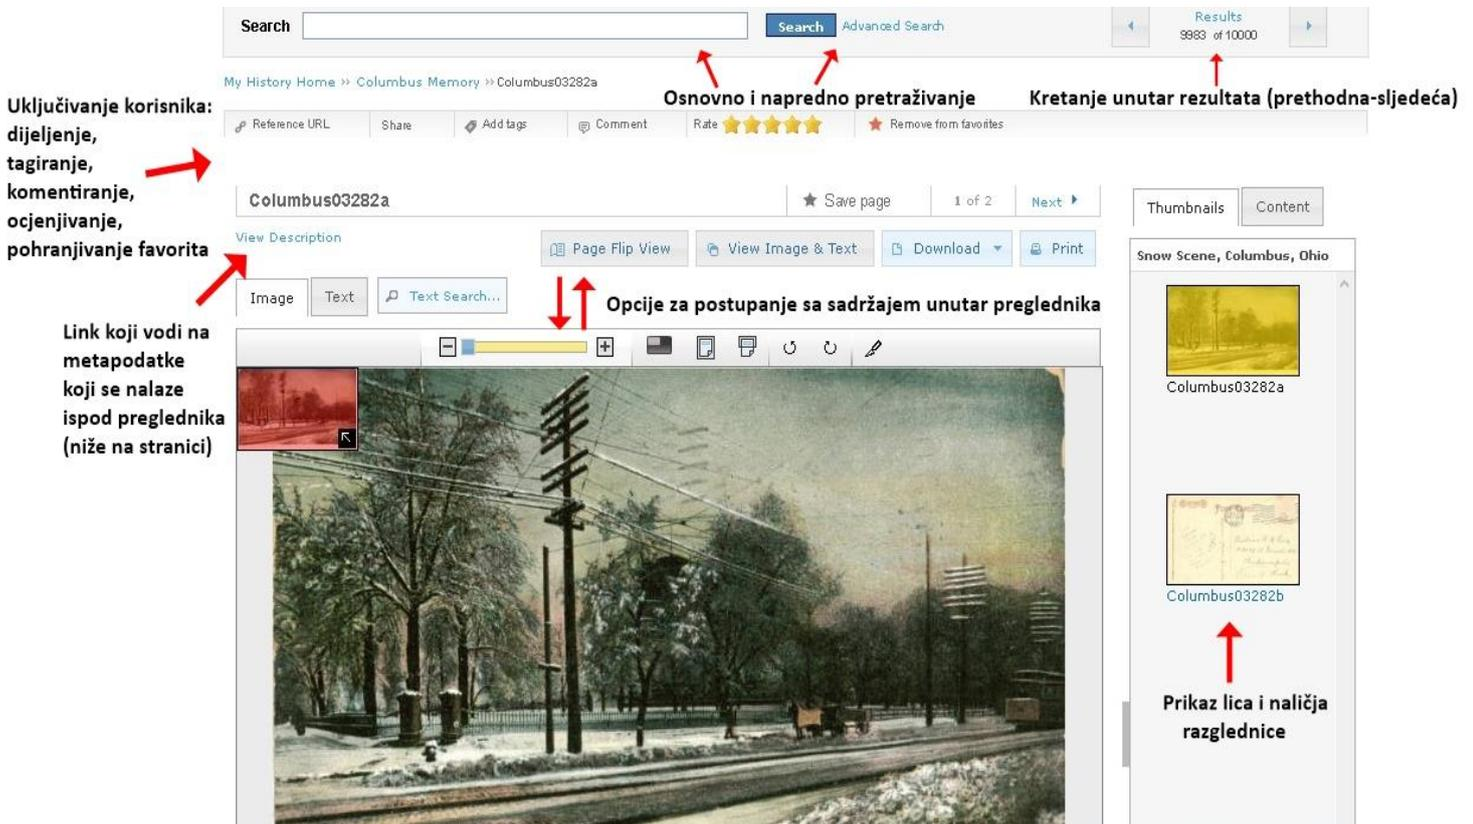 Search Search Advanced Search
Results
9983 of 10000
My History Home » Columbus Memory » Columbus03282a
Osnovno i napredno pretraživanje
Kretanje unutar rezultata (prethodna-sljedeća)
Uključivanje korisnika:
dijeljenje,
tagiranje,
komentiranje,
ocjenjivanje,
pohranjivanje favorita
Reference URL Share Add tags Comment Rate Remove from favorites
Columbus03282a Save page 1 of 2 Next
View Description
Page Flip View View Image & Text Download Print
Image Text Text Search...
Opcije za postupanje sa sadržajem unutar preglednika
Link koji vodi na
metapodatke
koji se nalaze
ispod preglednika
(niže na stranici)
Thumbnails Content
Snow Scene, Columbus, Ohio
Columbus03282a
Columbus03282b
Prikaz lica i naličja
razglednice